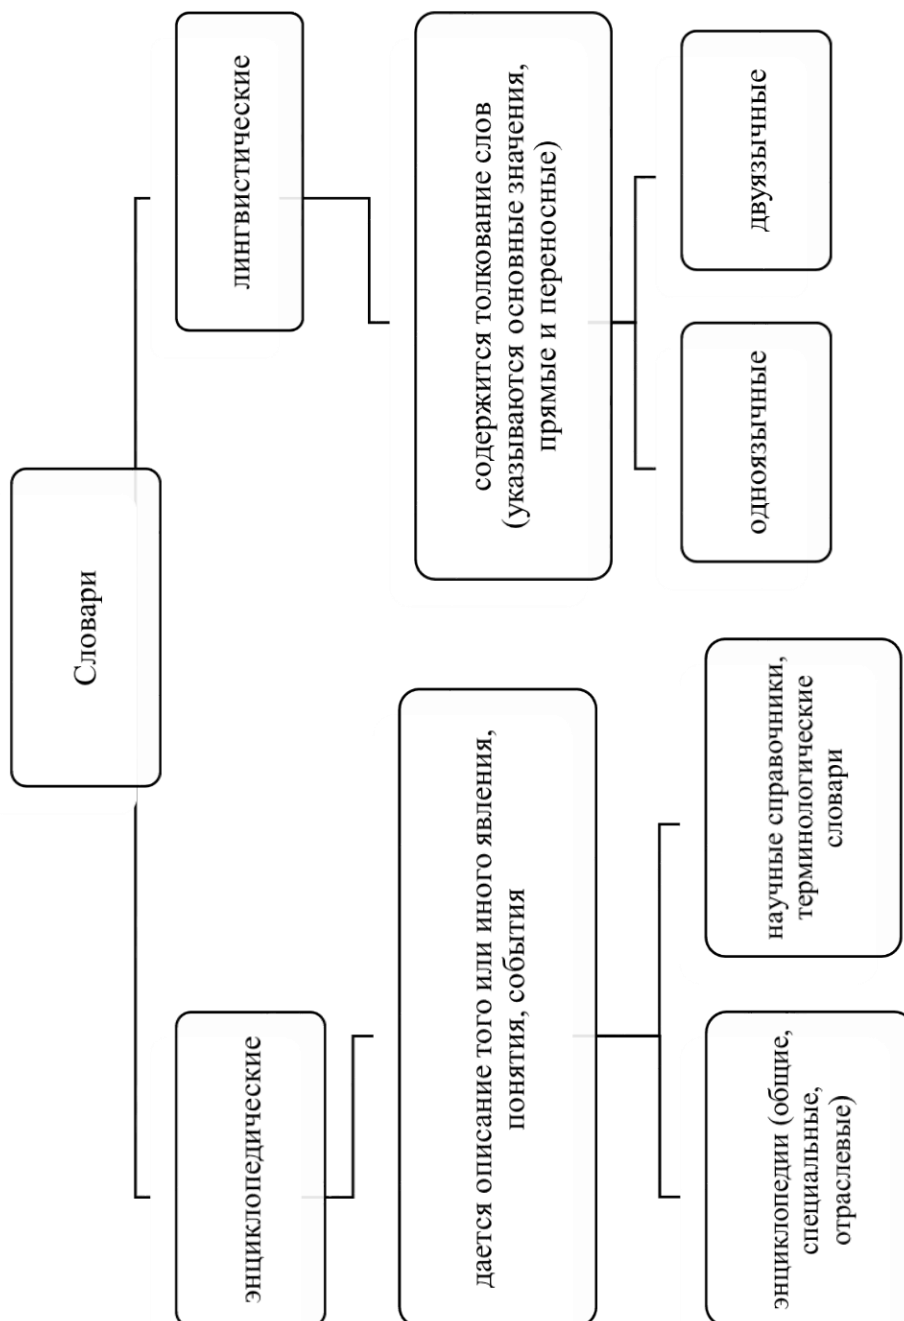 Словари
энциклопедические
лингвистические
дается описание того или иного явления,
понятия, события
содержится толкование слов
(указываются основные значения,
прямые и переносные)
энциклопедии (общие,
специальные,
отраслевые)
научные справочники,
терминологические
словари
одноязычные
двуязычные